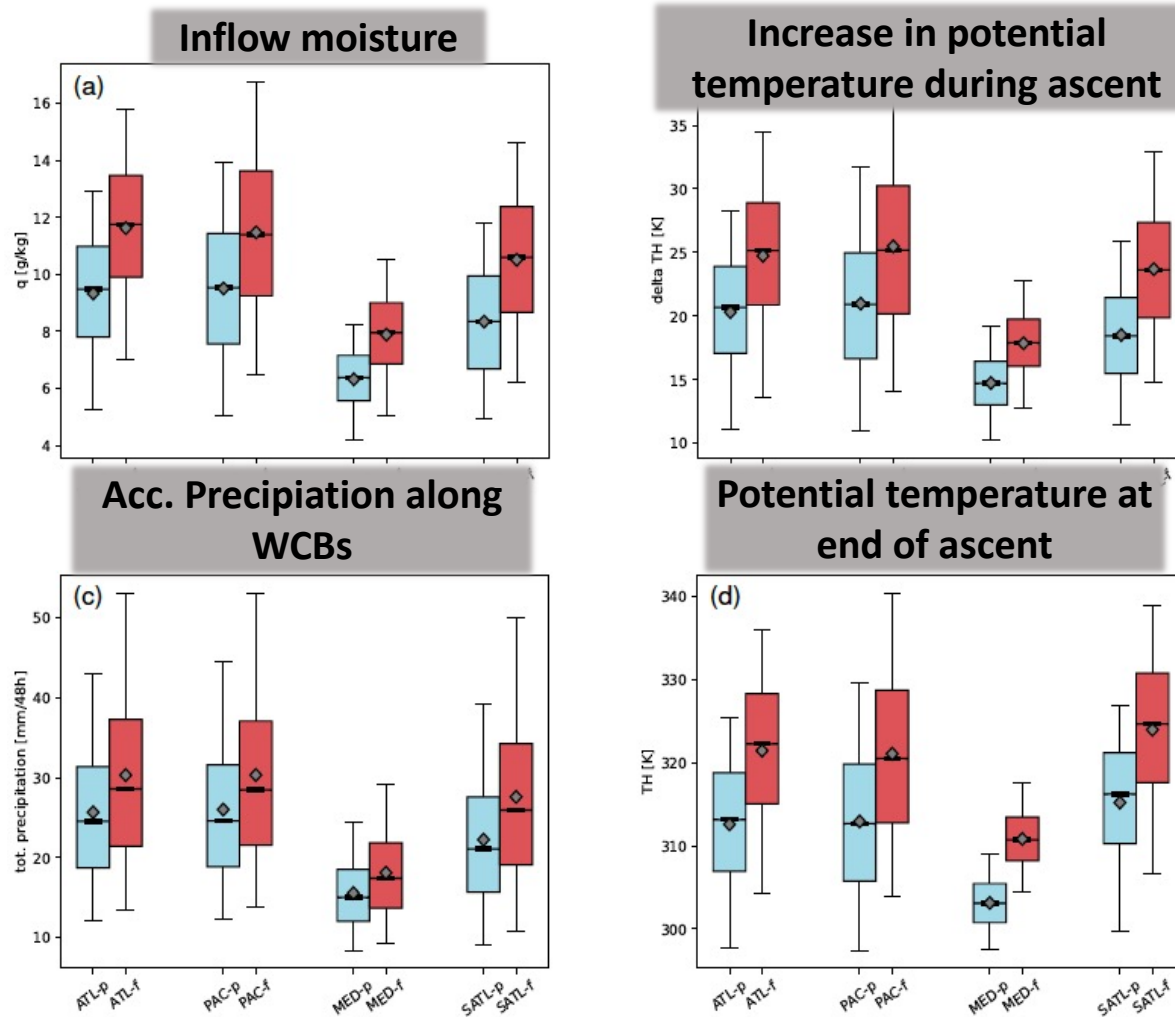 Inflow moisture
(a)
16
14
12
10
8
6
4
q [g/kg]
Increase in potential
temperature during ascent
35
30
25
20
15
10
delta TH [K]
Acc. Precipiation along
WCBs
(c)
50
40
30
20
10
tot. precipitation [mm/48h]
ATL-p ATL-f PAC-p PAC-f MED-p MED-f SATL-p SATL-f
Potential temperature at
end of ascent
(d)
340
330
320
310
300
TH [K]
ATL-p ATL-f PAC-p PAC-f MED-p MED-f SATL-p SATL-f